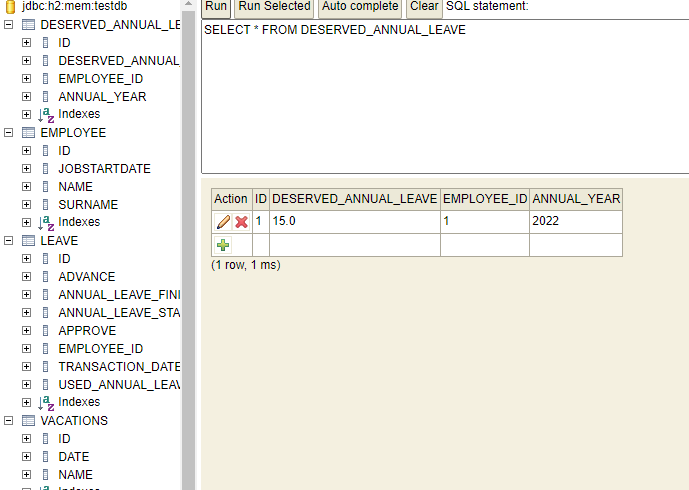 jdbc:h2:mem:testdb
DESERVED_ANNUAL_LE
ID
DESERVED_ANNUAL_
EMPLOYEE_ID
ANNUAL_YEAR
Indexes
EMPLOYEE
ID
JOBSTARTDATE
NAME
SURNAME
Indexes
LEAVE
ID
ADVANCE
ANNUAL_LEAVE_FINI
ANNUAL_LEAVE_STA
APPROVE
EMPLOYEE_ID
TRANSACTION_DATE
USED_ANNUAL_LEAV
Indexes
VACATIONS
ID
DATE
NAME
Indexes
Run Run Selected Auto complete Clear SQL statement:
SELECT * FROM DESERVED_ANNUAL_LEAVE
Action ID DESERVED_ANNUAL_LEAVE EMPLOYEE_ID ANNUAL_YEAR
1 15.0 1 2022
(1 row, 1 ms)